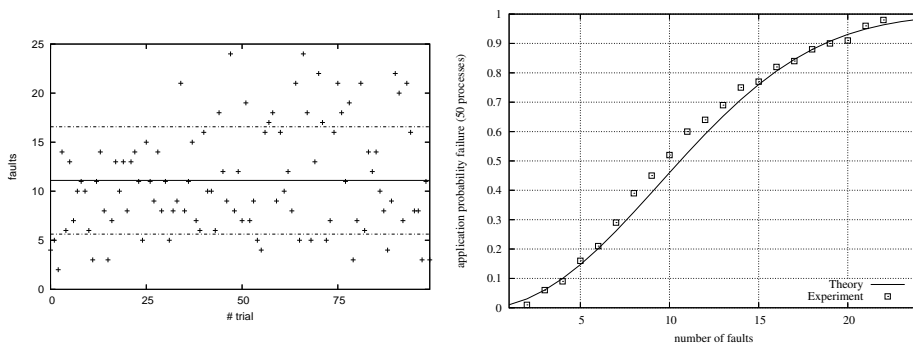 faults
25
20
15
10
5
0
0 25 50 75
# trial
application probability failure (50 processes)
1
0.9
0.8
0.7
0.6
0.5
0.4
0.3
0.2
0.1
0
5 10 15 20
number of faults
Theory
Experiment